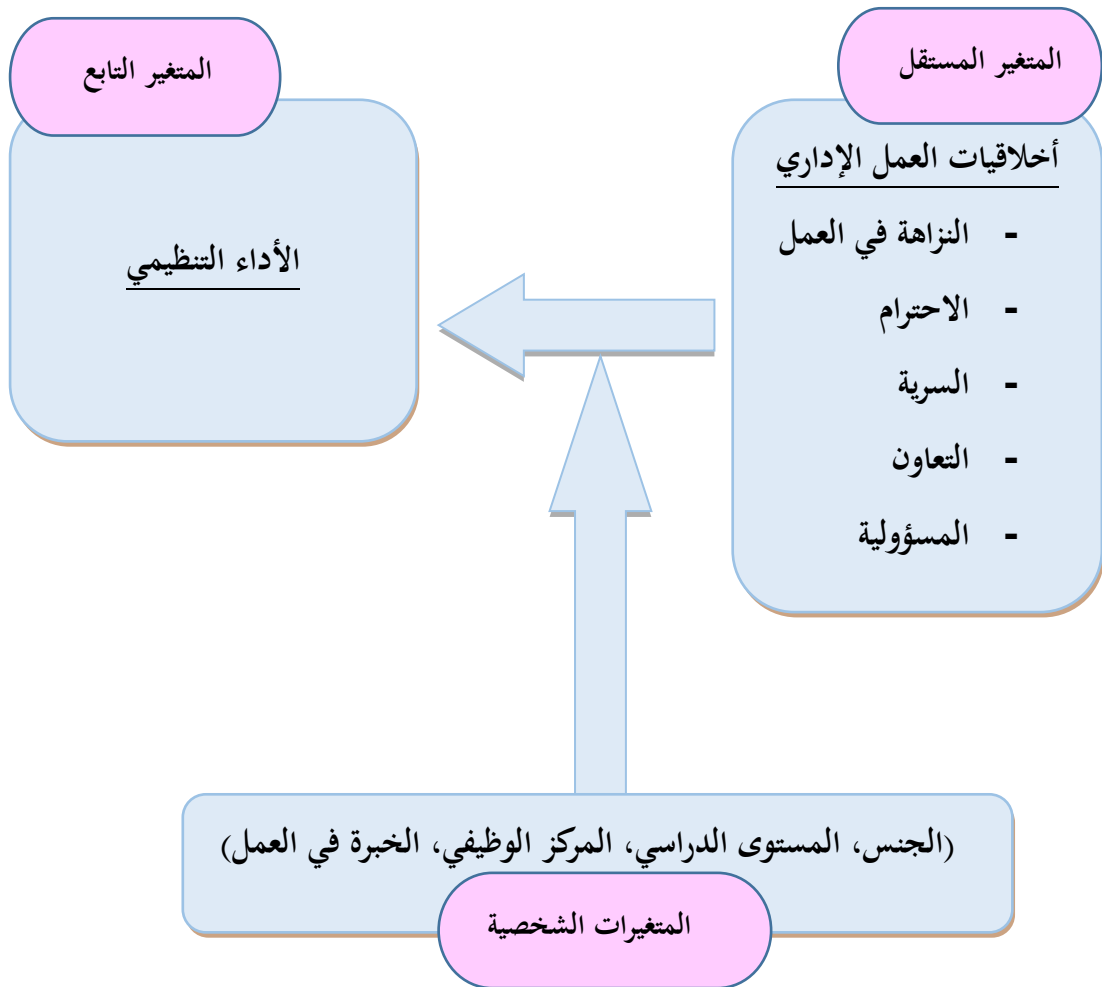 المتغير المستقل
أخلاقيات العمل الإداري
- النزاهة في العمل
- الاحترام
- السرية
- التعاون
- المسؤولية
المتغير التابع
الأداء التنظيمي
(الجنس، المستوى الدراسي، المركز الوظيفي، الخبرة في العمل)
المتغيرات الشخصية